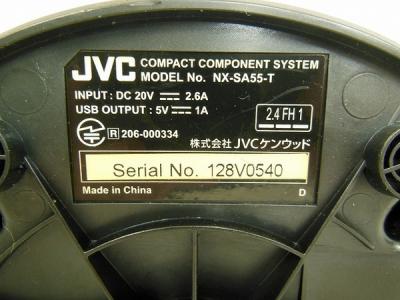 JVC COMPACT COMPONENT SYSTEM
MODEL No. NX-SA55-T
INPUT : DC 20V ⎓ 2.6A
USB OUTPUT : 5V ⎓ 1A
2.4 FH 1
R 206-000334
株式会社 JVCケンウッド
Serial No. 128V0540
Made in China
D